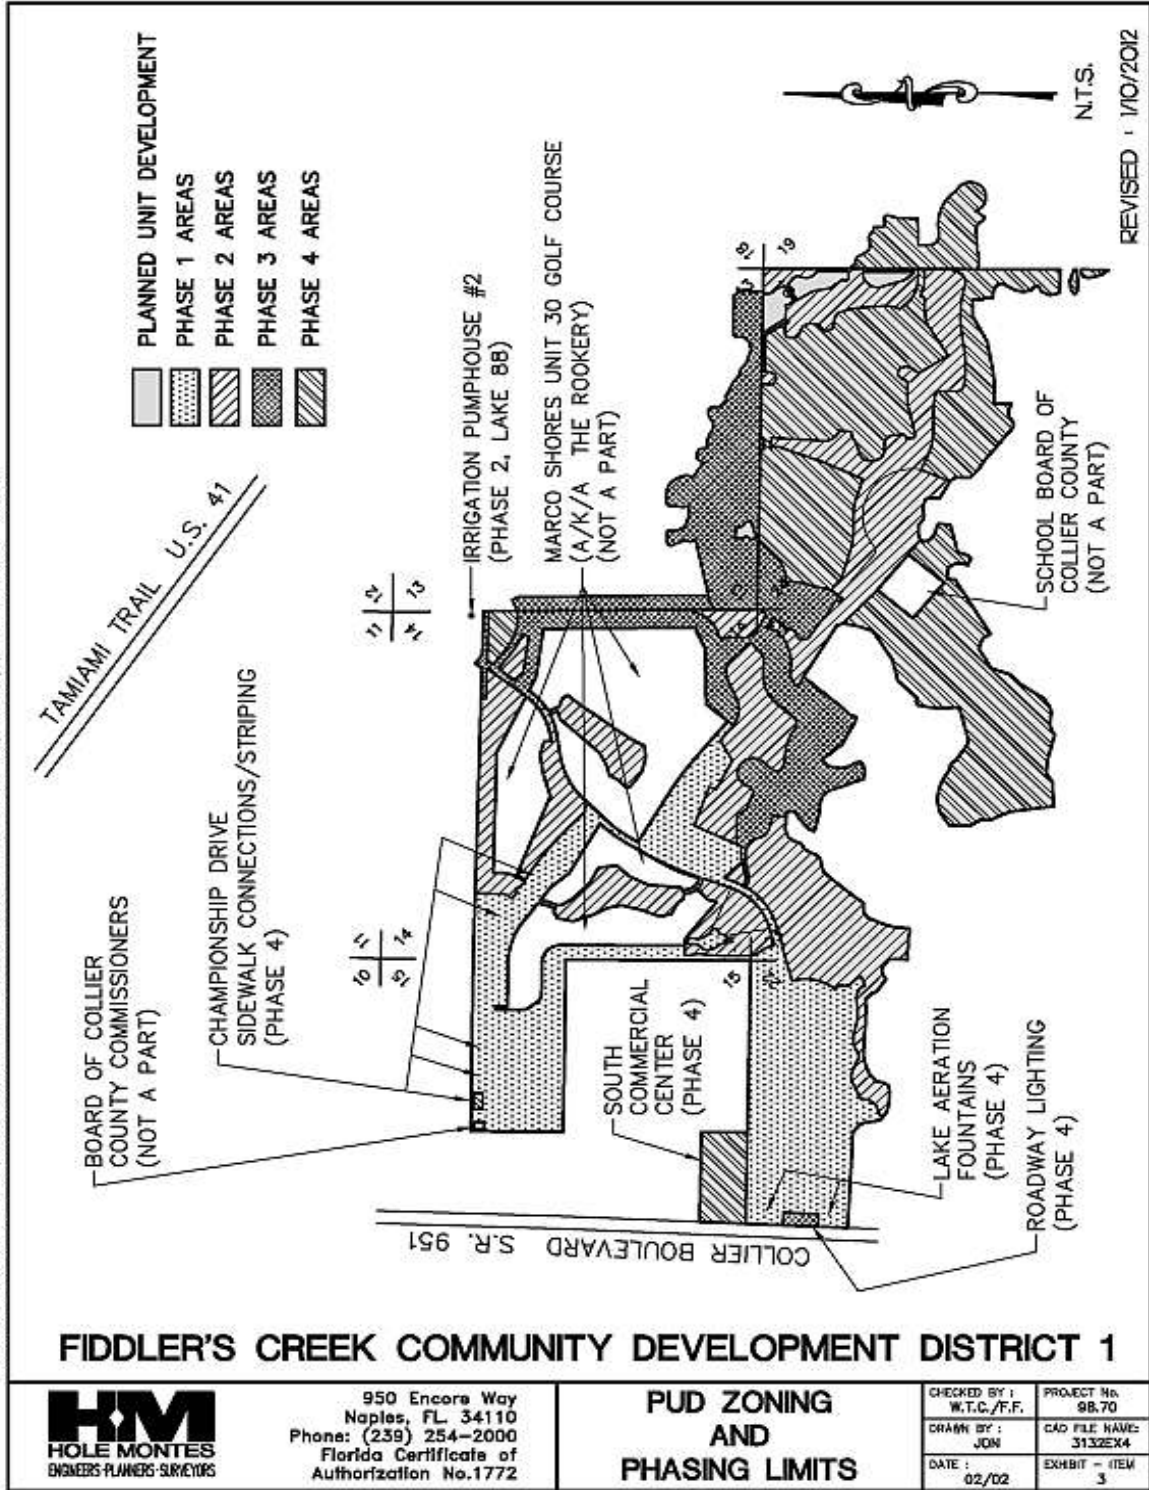 PLANNED UNIT DEVELOPMENT
PHASE 1 AREAS
PHASE 2 AREAS
PHASE 3 AREAS
PHASE 4 AREAS
N.T.S.
REVISED : 1/10/2012
TAMIAMI TRAIL U.S. 41
IRRIGATION PUMPHOUSE #2
(PHASE 2, LAKE 88)
MARCO SHORES UNIT 30 GOLF COURSE
(A/K/A THE ROOKERY)
(NOT A PART)
SCHOOL BOARD OF
COLLIER COUNTY
(NOT A PART)
BOARD OF COLLIER
COUNTY COMMISSIONERS
(NOT A PART)
CHAMPIONSHIP DRIVE
SIDEWALK CONNECTIONS/STRIPING
(PHASE 4)
11 12
14 13
10 11
15 14
18
19
15
22
SOUTH
COMMERCIAL
CENTER
(PHASE 4)
LAKE AERATION
FOUNTAINS
(PHASE 4)
ROADWAY LIGHTING
(PHASE 4)
COLLIER BOULEVARD S.R. 951
FIDDLER'S CREEK COMMUNITY DEVELOPMENT DISTRICT 1
HM
HOLE MONTES
ENGINEERS·PLANNERS·SURVEYORS
950 Encore Way
Naples, FL. 34110
Phone: (239) 254-2000
Florida Certificate of
Authorization No.1772
PUD ZONING
AND
PHASING LIMITS
CHECKED BY :
W.T.C./F.F.
PROJECT No.
98.70
DRAWN BY :
JDN
CAD FILE NAME:
3132EX4
DATE :
02/02
EXHIBIT - ITEM
3